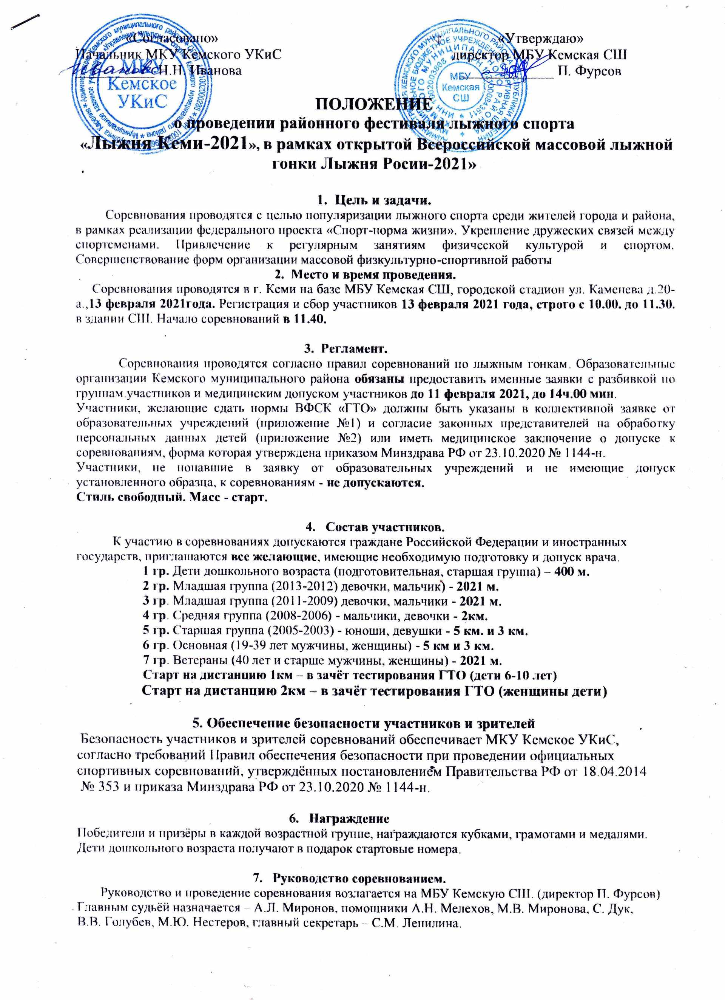 «Согласовано» «Утверждаю»
Начальник МКУ Кемского УКиС директор МБУ Кемская СШ
Н.Н. Иванова П. Фурсов
МКУ
Кемское
УКиС
МБУ
Кемская
СШ
ПОЛОЖЕНИЕ
о проведении районного фестиваля лыжного спорта
«Лыжня Кеми-2021», в рамках открытой Всероссийской массовой лыжной
гонки Лыжня Росии-2021»
1. Цель и задачи.
Соревнования проводятся с целью популяризации лыжного спорта среди жителей города и района,
в рамках реализации федерального проекта «Спорт-норма жизни». Укрепление дружеских связей между
спортсменами. Привлечение к регулярным занятиям физической культурой и спортом.
Совершенствование форм организации массовой физкультурно-спортивной работы
2. Место и время проведения.
Соревнования проводятся в г. Кеми на базе МБУ Кемская СШ, городской стадион ул. Каменева д.20-
а.,13 февраля 2021года. Регистрация и сбор участников 13 февраля 2021 года, строго с 10.00. до 11.30.
в здании СШ. Начало соревнований в 11.40.
3. Регламент.
Соревнования проводятся согласно правил соревнований по лыжным гонкам. Образовательные
организации Кемского муниципального района обязаны предоставить именные заявки с разбивкой по
группам.участников и медицинским допуском участников до 11 февраля 2021, до 14ч.00 мин.
Участники, желающие сдать нормы ВФСК «ГТО» должны быть указаны в коллективной заявке от
образовательных учреждений (приложение №1) и согласие законных представителей на обработку
персональных данных детей (приложение №2) или иметь медицинское заключение о допуске к
соревнованиям, форма которая утверждена приказом Минздрава РФ от 23.10.2020 № 1144-н.
Участники, не попавшие в заявку от образовательных учреждений и не имеющие допуск
установленного образца, к соревнованиям - не допускаются.
Стиль свободный. Масс - старт.
4. Состав участников.
К участию в соревнованиях допускаются граждане Российской Федерации и иностранных
государств, приглашаются все желающие, имеющие необходимую подготовку и допуск врача.
1 гр. Дети дошкольного возраста (подготовительная, старшая группа) – 400 м.
2 гр. Младшая группа (2013-2012) девочки, мальчик) - 2021 м.
3 гр. Младшая группа (2011-2009) девочки, мальчики - 2021 м.
4 гр. Средняя группа (2008-2006) - мальчики, девочки - 2км.
5 гр. Старшая группа (2005-2003) - юноши, девушки - 5 км. и 3 км.
6 гр. Основная (19-39 лет мужчины, женщины) - 5 км и 3 км.
7 гр. Ветераны (40 лет и старше мужчины, женщины) - 2021 м.
Старт на дистанцию 1км – в зачёт тестирования ГТО (дети 6-10 лет)
Старт на дистанцию 2км – в зачёт тестирования ГТО (женщины дети)
5. Обеспечение безопасности участников и зрителей
Безопасность участников и зрителей соревнований обеспечивает МКУ Кемское УКиС,
согласно требований Правил обеспечения безопасности при проведении официальных
спортивных соревнований, утверждённых постановлением Правительства РФ от 18.04.2014
№ 353 и приказа Минздрава РФ от 23.10.2020 № 1144-н.
6. Награждение
Победители и призёры в каждой возрастной группе, награждаются кубками, грамотами и медалями.
Дети дошкольного возраста получают в подарок стартовые номера.
7. Руководство соревнованием.
Руководство и проведение соревнования возлагается на МБУ Кемскую СШ. (директор П. Фурсов)
Главным судьёй назначается – А.Л. Миронов, помощники А.Н. Мелехов, М.В. Миронова, С. Дук,
В.В. Голубев, М.Ю. Нестеров, главный секретарь – С.М. Лепилина.